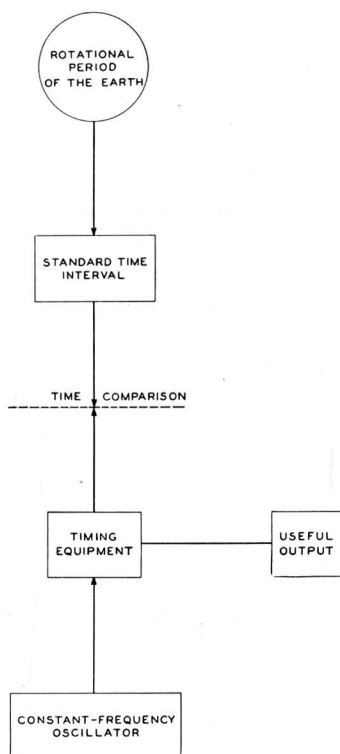 ROTATIONAL
PERIOD
OF THE EARTH
STANDARD TIME
INTERVAL
TIME COMPARISON
TIMING
EQUIPMENT
USEFUL
OUTPUT
CONSTANT-FREQUENCY
OSCILLATOR